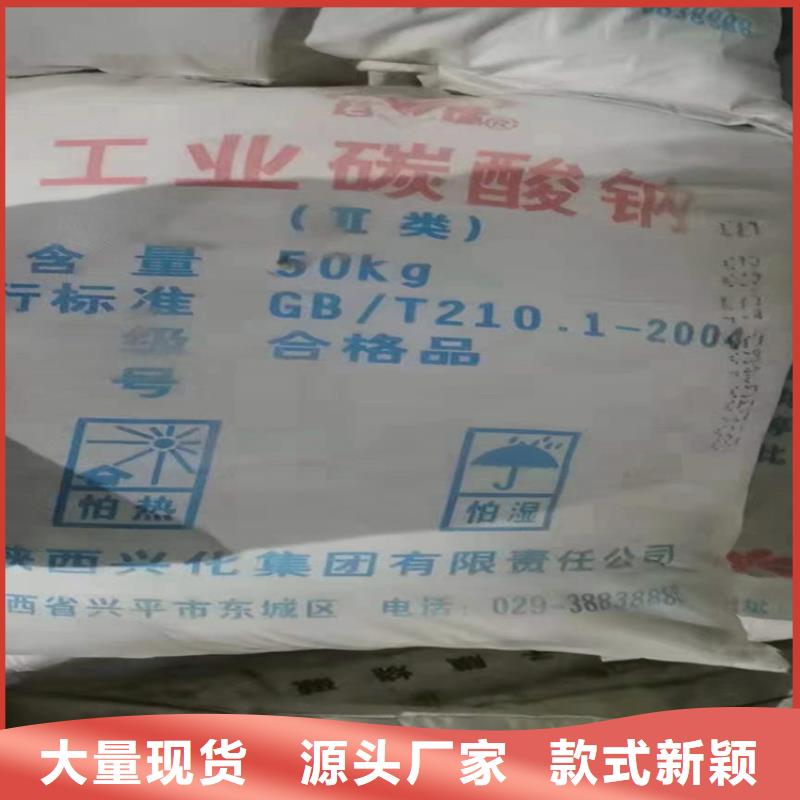 工业碳酸钠
(Ⅱ类)
含量 50kg
行标准 GB/T210.1-2004
级 合格品
号
怕热 怕湿
陕西兴化集团有限责任公司
西省兴平市东城区 电话: 029-38838888
大量现货 源头厂家 款式新颖